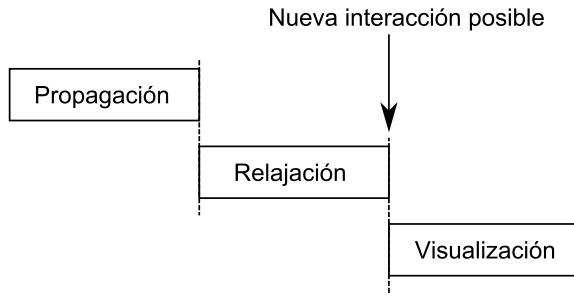 Nueva interacción posible
Propagación
Relajación
Visualización